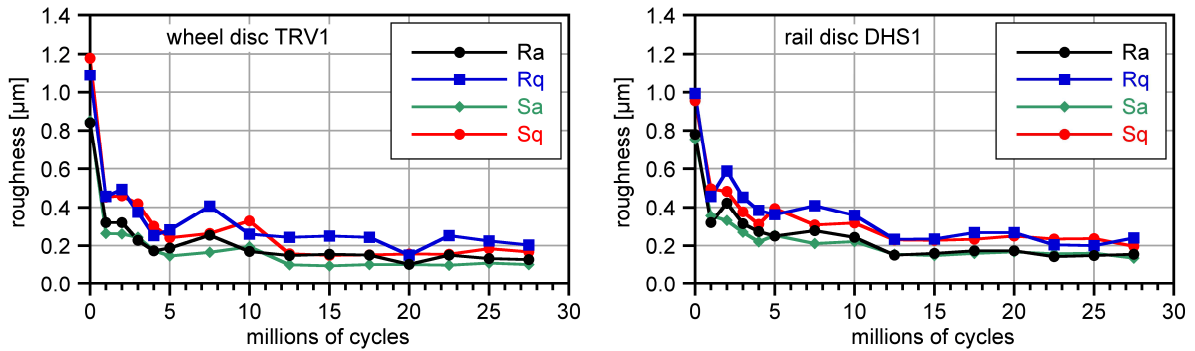 wheel disc TRV1
Ra
Rq
Sa
Sq
roughness [µm]
1.4
1.2
1.0
0.8
0.6
0.4
0.2
0.0
0 5 10 15 20 25 30
millions of cycles
rail disc DHS1
Ra
Rq
Sa
Sq
roughness [µm]
1.4
1.2
1.0
0.8
0.6
0.4
0.2
0.0
0 5 10 15 20 25 30
millions of cycles